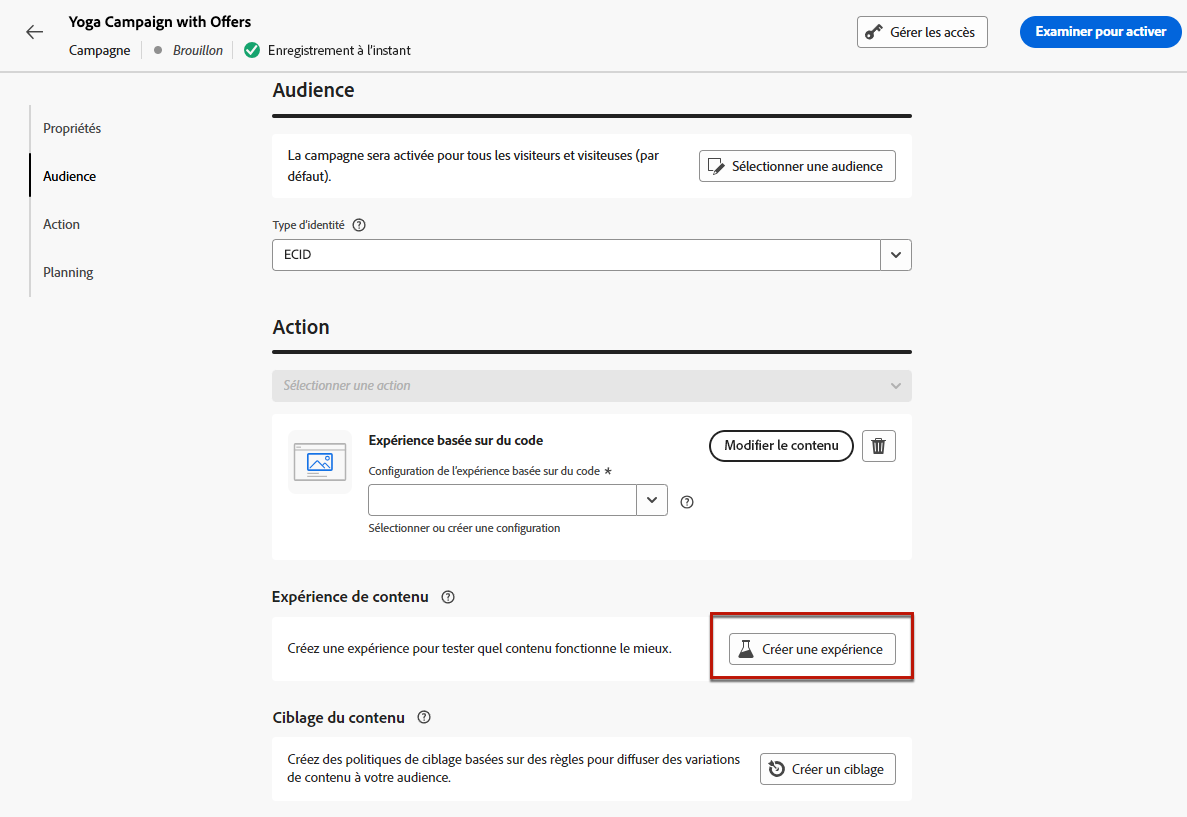 Yoga Campaign with Offers
Campagne
Brouillon
Enregistrement à l'instant
Gérer les accès
Examiner pour activer
Propriétés
Audience
Action
Planning
Audience
La campagne sera activée pour tous les visiteurs et visiteuses (par
défaut).
Sélectionner une audience
Type d'identité
ECID
Action
Sélectionner une action
Expérience basée sur du code
Modifier le contenu
Configuration de l'expérience basée sur du code *
Sélectionner ou créer une configuration
Expérience de contenu
Créez une expérience pour tester quel contenu fonctionne le mieux.
Créer une expérience
Ciblage du contenu
Créez des politiques de ciblage basées sur des règles pour diffuser des variations
de contenu à votre audience.
Créer un ciblage